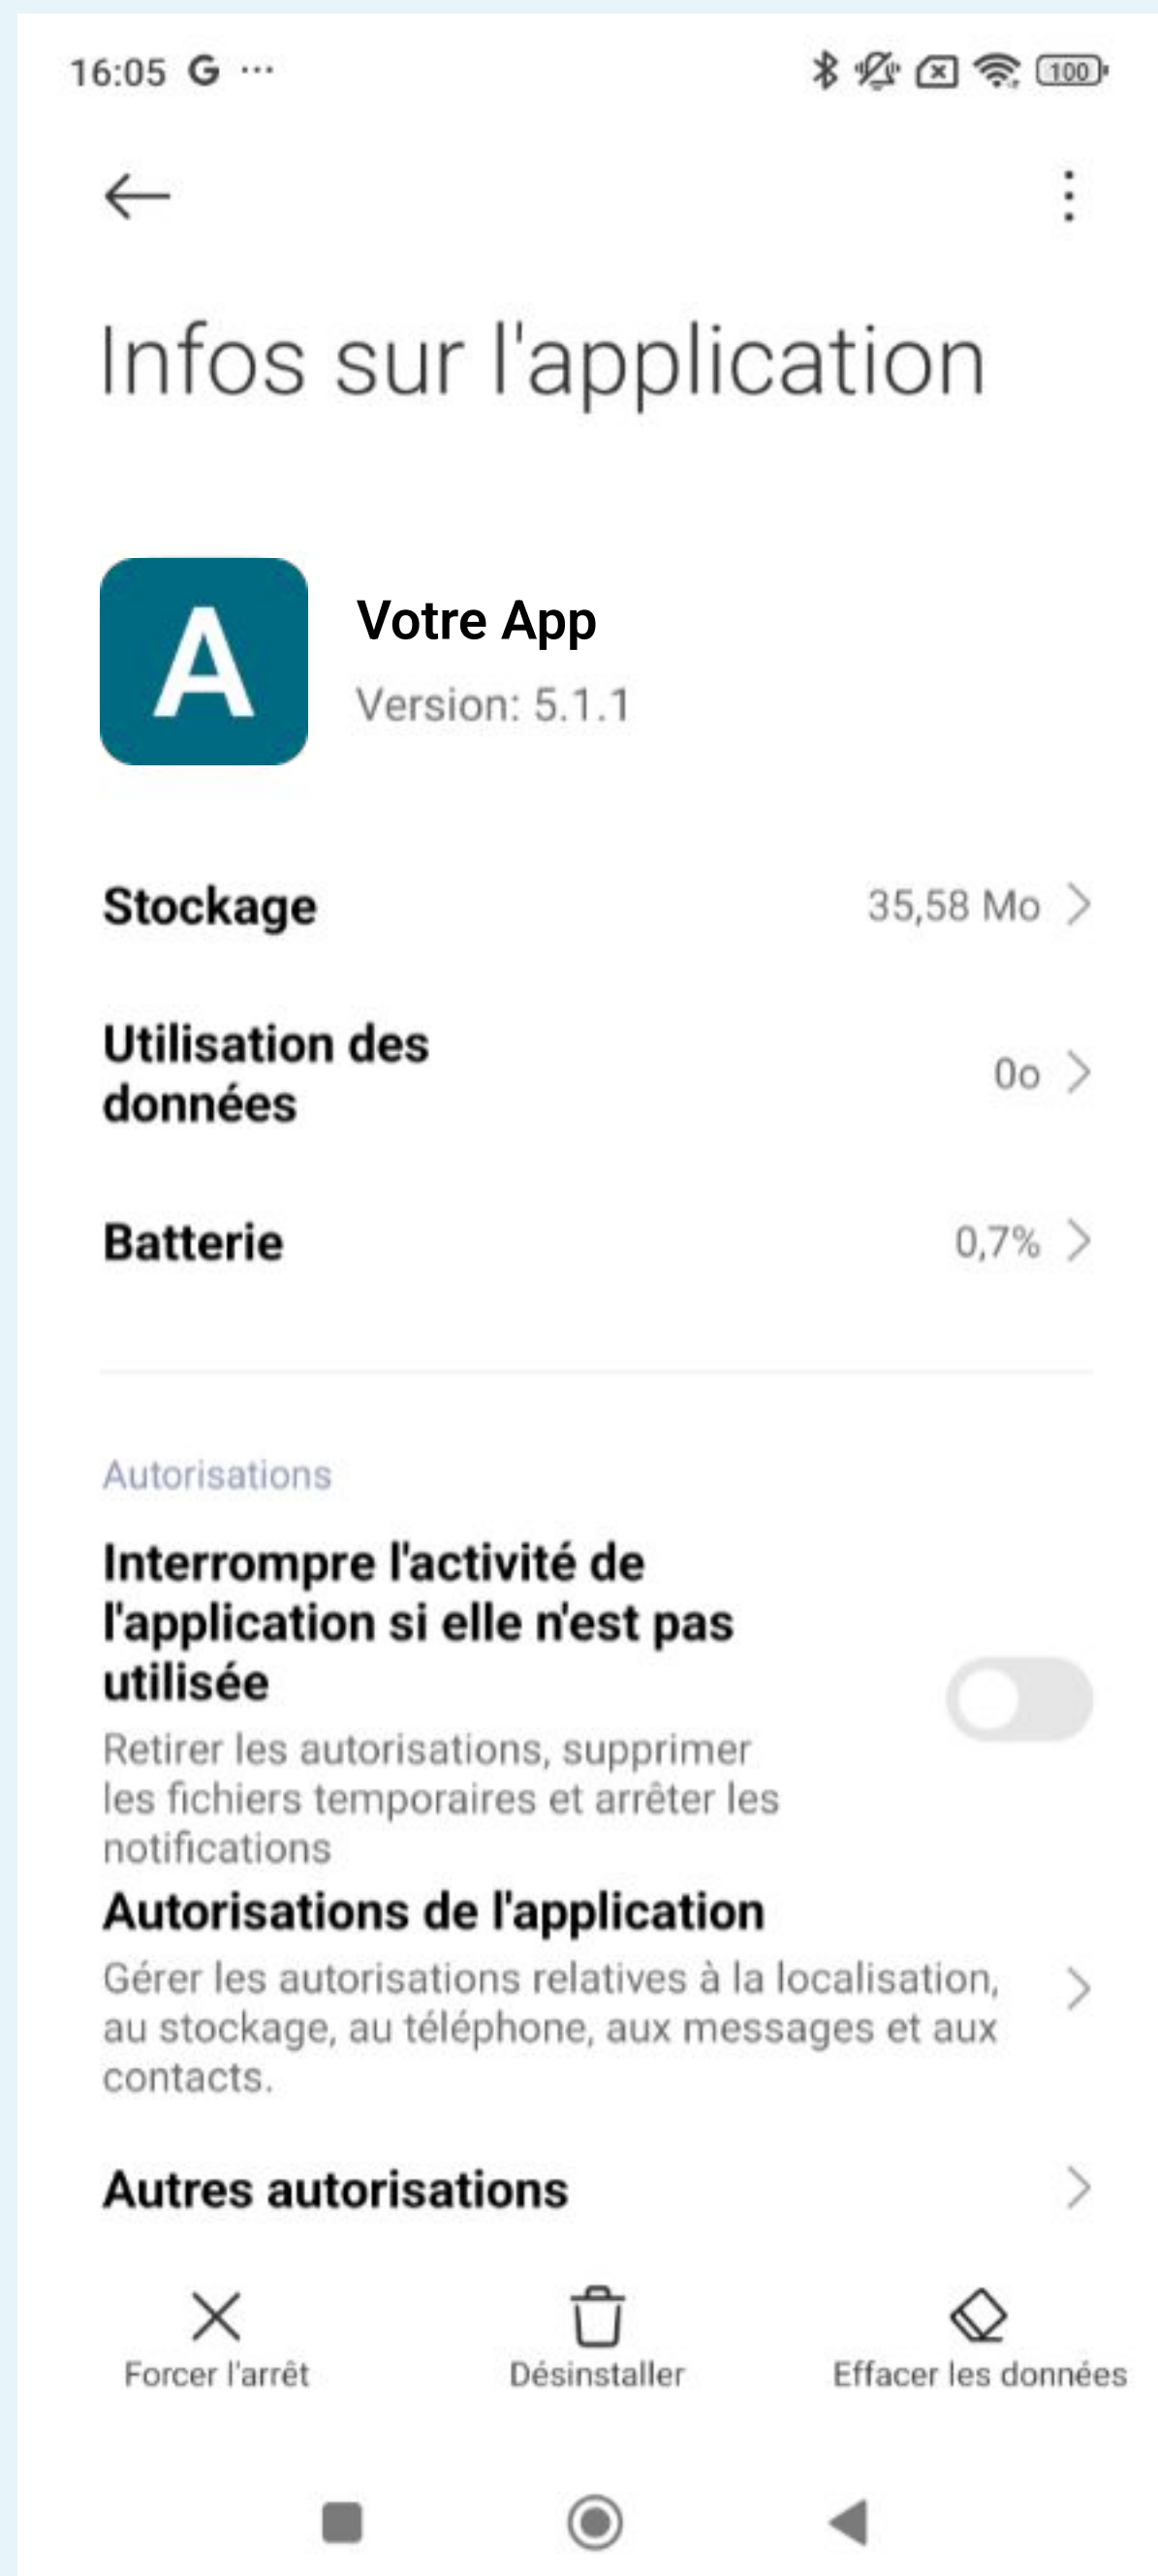 16:05 G ...
100
Infos sur l'application
A
Votre App
Version: 5.1.1
Stockage
35,58 Mo
Utilisation des
données
0o
Batterie
0,7%
Autorisations
Interrompre l'activité de
l'application si elle n'est pas
utilisée
Retirer les autorisations, supprimer
les fichiers temporaires et arrêter les
notifications
Autorisations de l'application
Gérer les autorisations relatives à la localisation,
au stockage, au téléphone, aux messages et aux
contacts.
Autres autorisations
Forcer l'arrêt
Désinstaller
Effacer les données